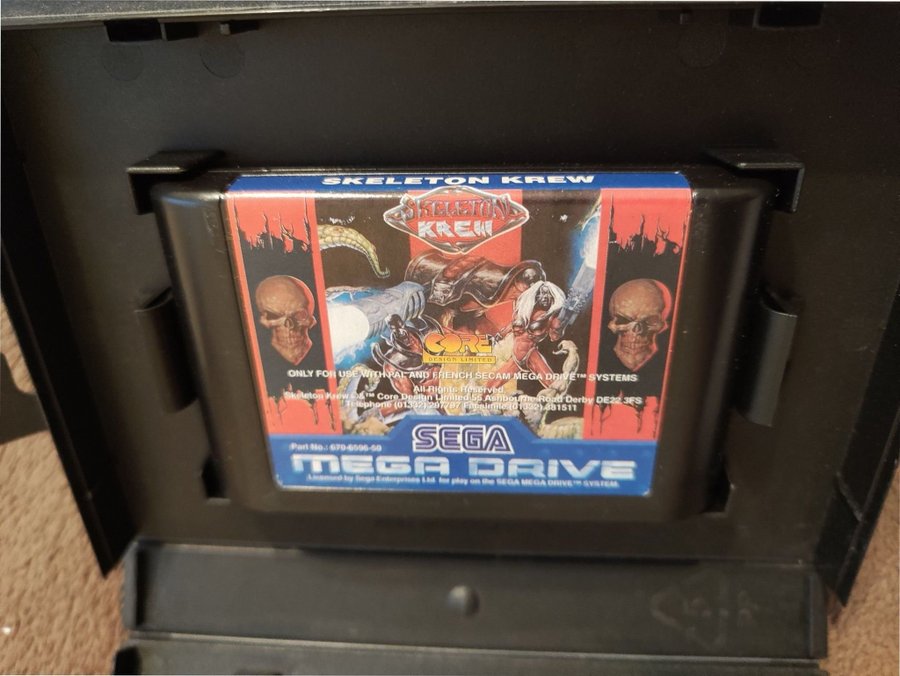 SKELETON KREW
SKELETON
KREW
CORE
DESIGN LIMITED
ONLY FOR USE WITH PAL AND FRENCH SECAM MEGA DRIVE™ SYSTEMS
All Rights Reserved
Skeleton Krew ©&™ Core Design Limited 55 Ashbourne Road Derby DE22 3FS
Telephone (01332) 297797 Facsimile (01332) 381511
Part No.: 670-6596-50
SEGA
MEGA DRIVE
Licensed by Sega Enterprises Ltd. for play on the SEGA MEGA DRIVE™ SYSTEM.